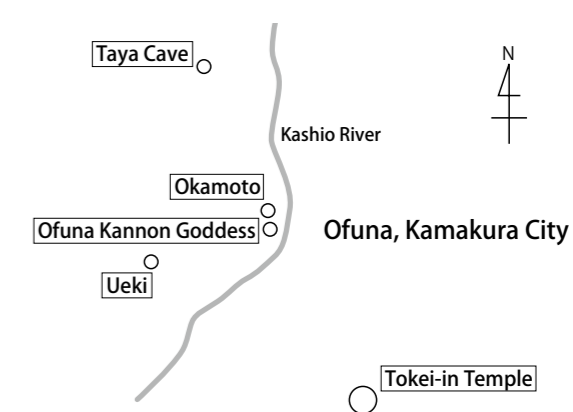 Taya Cave
N
Kashio River
Okamoto
Ofuna Kannon Goddess
Ofuna, Kamakura City
Ueki
Tokei-in Temple